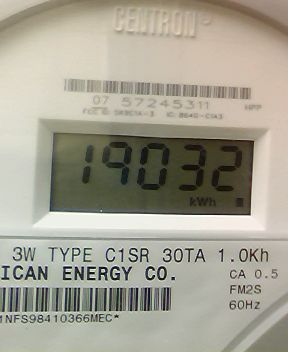 CENTRON
07 57245311
19032
kWh
3W TYPE C1SR 30TA 1.0Kh
ICAN ENERGY CO.
CA 0.5
FM2S
60Hz
1NFS98410366MEC*